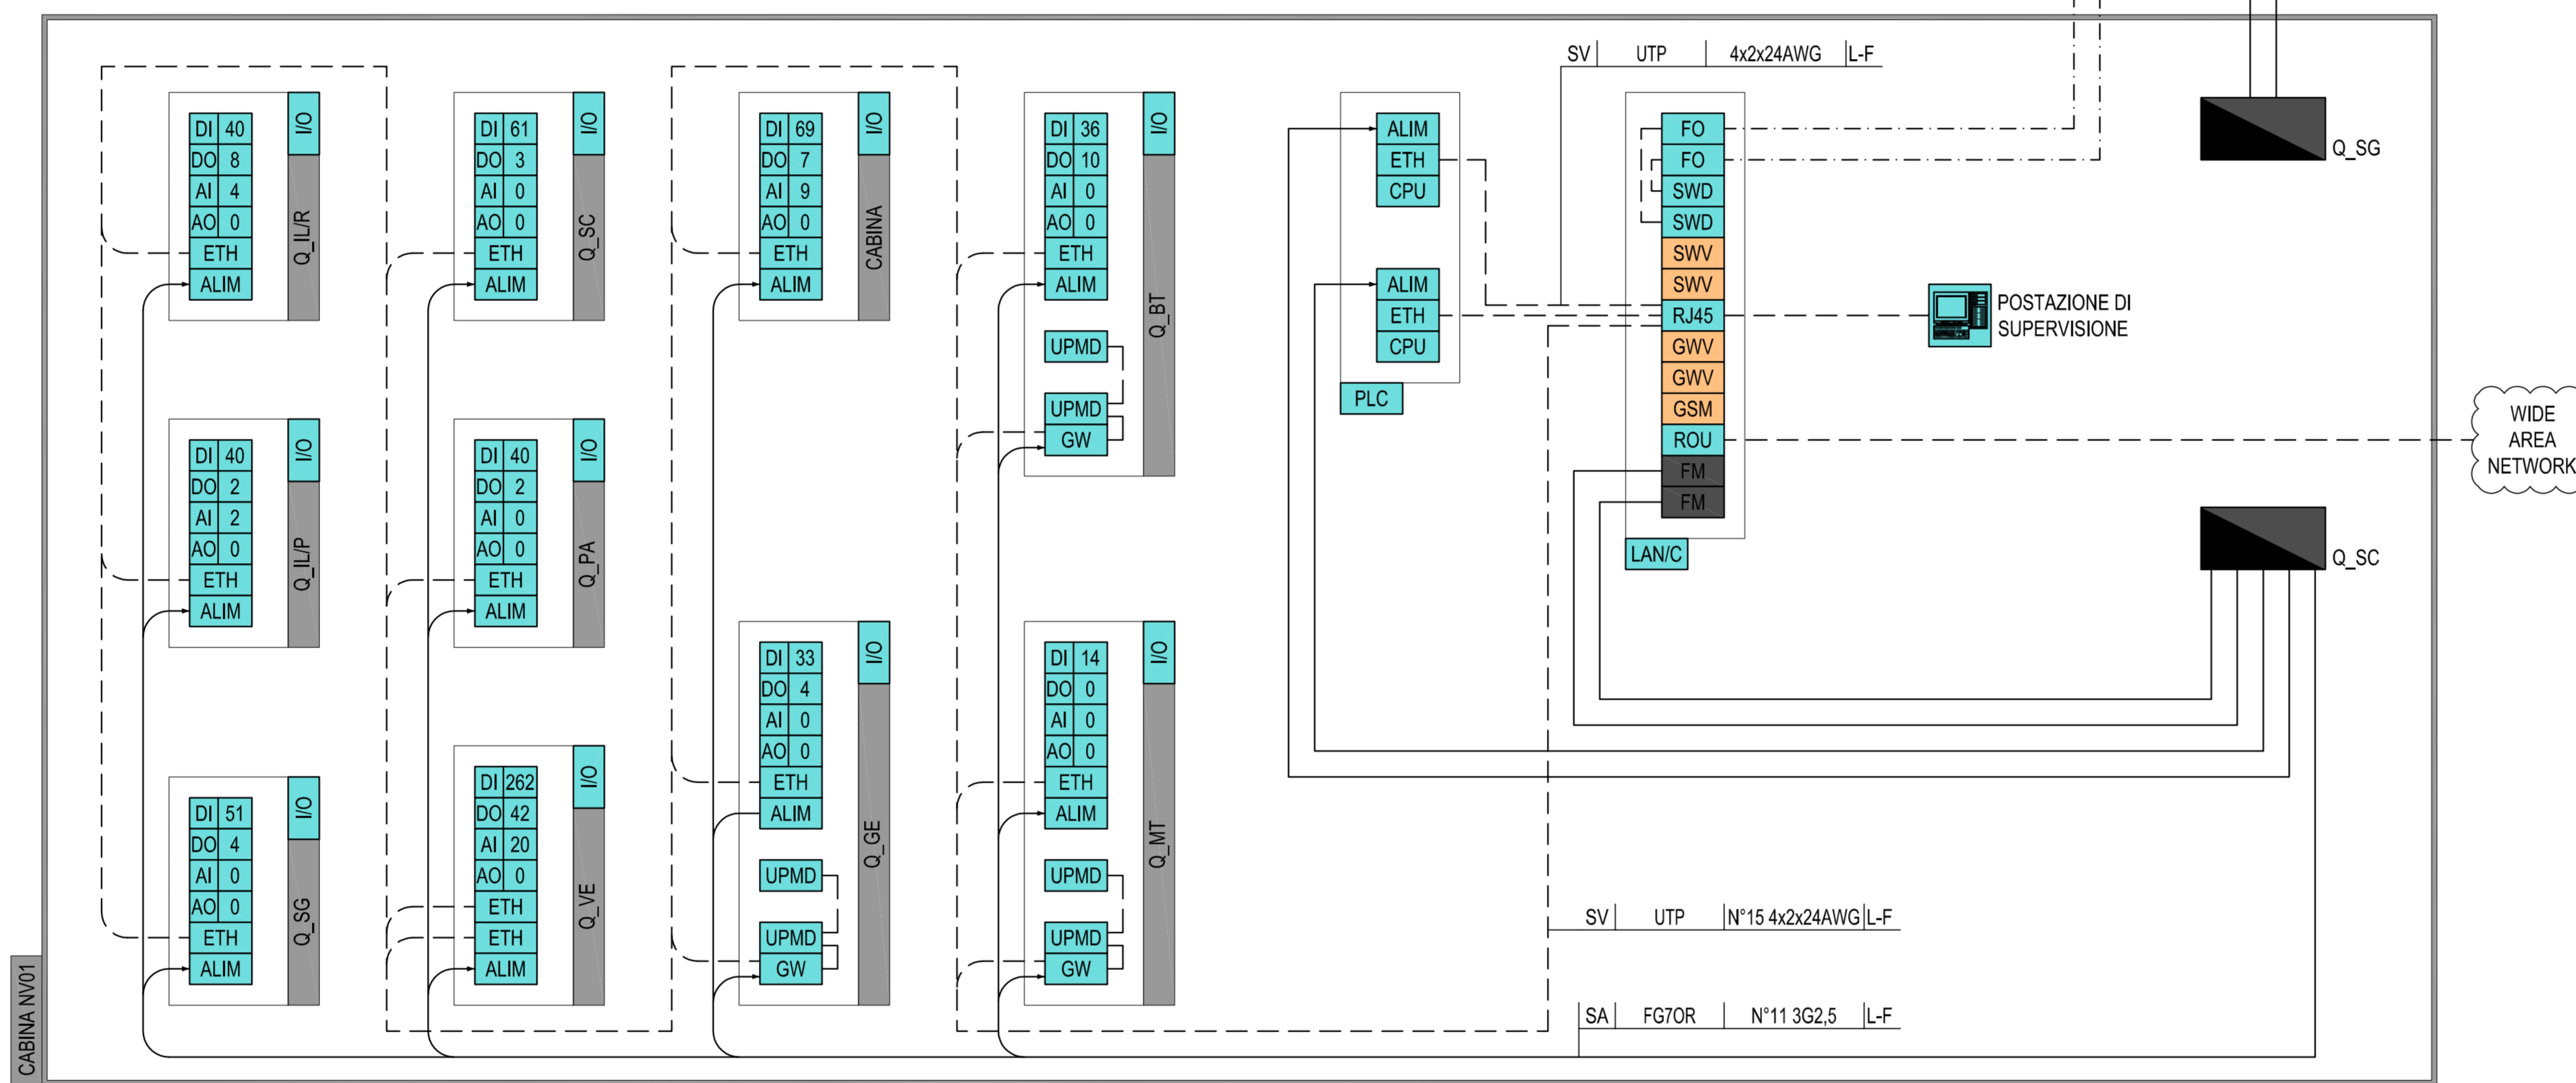 SV UTP 4x2x24AWG L-F
DI 40
DO 8
AI 4
AO 0
ETH
ALIM
I/O
Q_IL/R
DI 61
DO 3
AI 0
AO 0
ETH
ALIM
I/O
Q_SC
DI 69
DO 7
AI 9
AO 0
ETH
ALIM
I/O
CABINA
DI 36
DO 10
AI 0
AO 0
ETH
ALIM
UPMD
UPMD
GW
I/O
Q_BT
ALIM
ETH
CPU
ALIM
ETH
CPU
PLC
FO
FO
SWD
SWD
SWV
SWV
RJ45
GWV
GWV
GSM
ROU
FM
FM
LAN/C
Q_SG
POSTAZIONE DI
SUPERVISIONE
WIDE
AREA
NETWORK
Q_SC
DI 40
DO 2
AI 2
AO 0
ETH
ALIM
I/O
Q_IL/P
DI 40
DO 2
AI 0
AO 0
ETH
ALIM
I/O
Q_PA
DI 33
DO 4
AI 0
AO 0
ETH
ALIM
UPMD
UPMD
GW
I/O
Q_GE
DI 14
DO 0
AI 0
AO 0
ETH
ALIM
UPMD
UPMD
GW
I/O
Q_MT
DI 51
DO 4
AI 0
AO 0
ETH
ALIM
I/O
Q_SG
DI 262
DO 42
AI 20
AO 0
ETH
ETH
ALIM
I/O
Q_VE
SV UTP N°15 4x2x24AWG L-F
SA FG7OR N°11 3G2,5 L-F
CABINA NV01